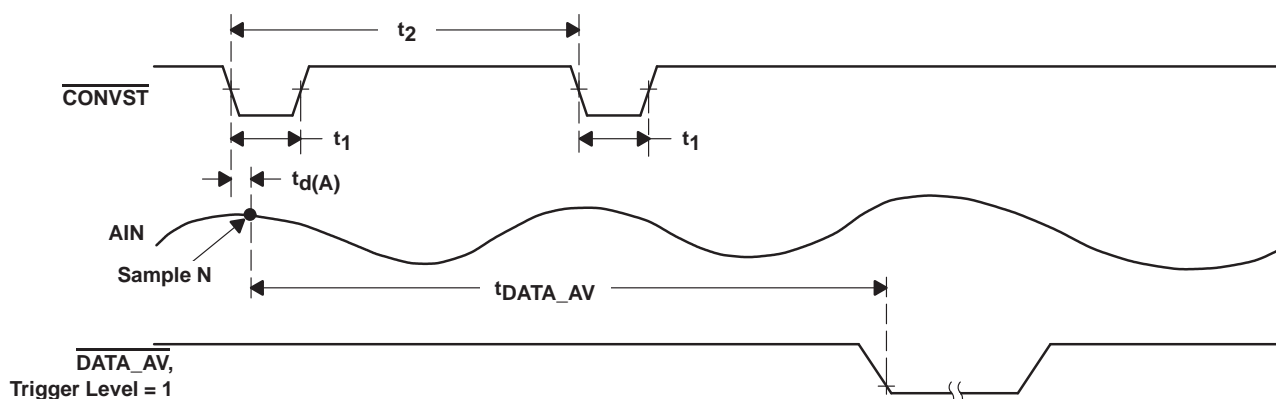 t2
CONVST
t1
t1
td(A)
AIN
Sample N
tDATA_AV
DATA_AV,
Trigger Level = 1